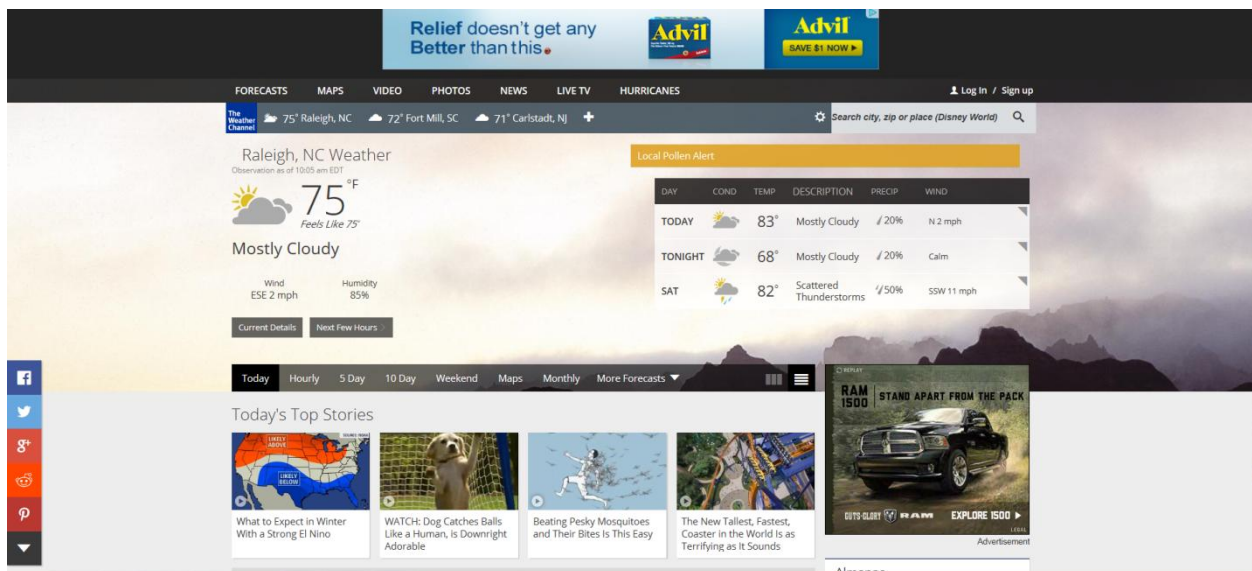 Relief doesn't get any
Better than this.
Advil
Advil
SAVE $1 NOW
FORECASTS MAPS VIDEO PHOTOS NEWS LIVE TV HURRICANES Log In / Sign up
The Weather Channel
75° Raleigh, NC 72° Fort Mill, SC 71° Carlstadt, NJ Search city, zip or place (Disney World)
Raleigh, NC Weather
Observation as of 10:05 am EDT
75°F
Feels Like 75°
Mostly Cloudy
Wind Humidity
ESE 2 mph 85%
Current Details Next Few Hours
Local Pollen Alert
DAY COND TEMP DESCRIPTION PRECIP WIND
TODAY 83° Mostly Cloudy 20% N 2 mph
TONIGHT 68° Mostly Cloudy 20% Calm
SAT 82° Scattered Thunderstorms 50% SSW 11 mph
Today Hourly 5 Day 10 Day Weekend Maps Monthly More Forecasts
Today's Top Stories
LIKELY ABOVE
LIKELY BELOW
What to Expect in Winter
With a Strong El Nino
WATCH: Dog Catches Balls
Like a Human, is Downright
Adorable
Beating Pesky Mosquitoes
and Their Bites Is This Easy
The New Tallest, Fastest,
Coaster in the World Is as
Terrifying as It Sounds
REPLAY
RAM
1500
STAND APART FROM THE PACK
GUTS GLORY RAM EXPLORE 1500
LEGAL
Advertisement
g+